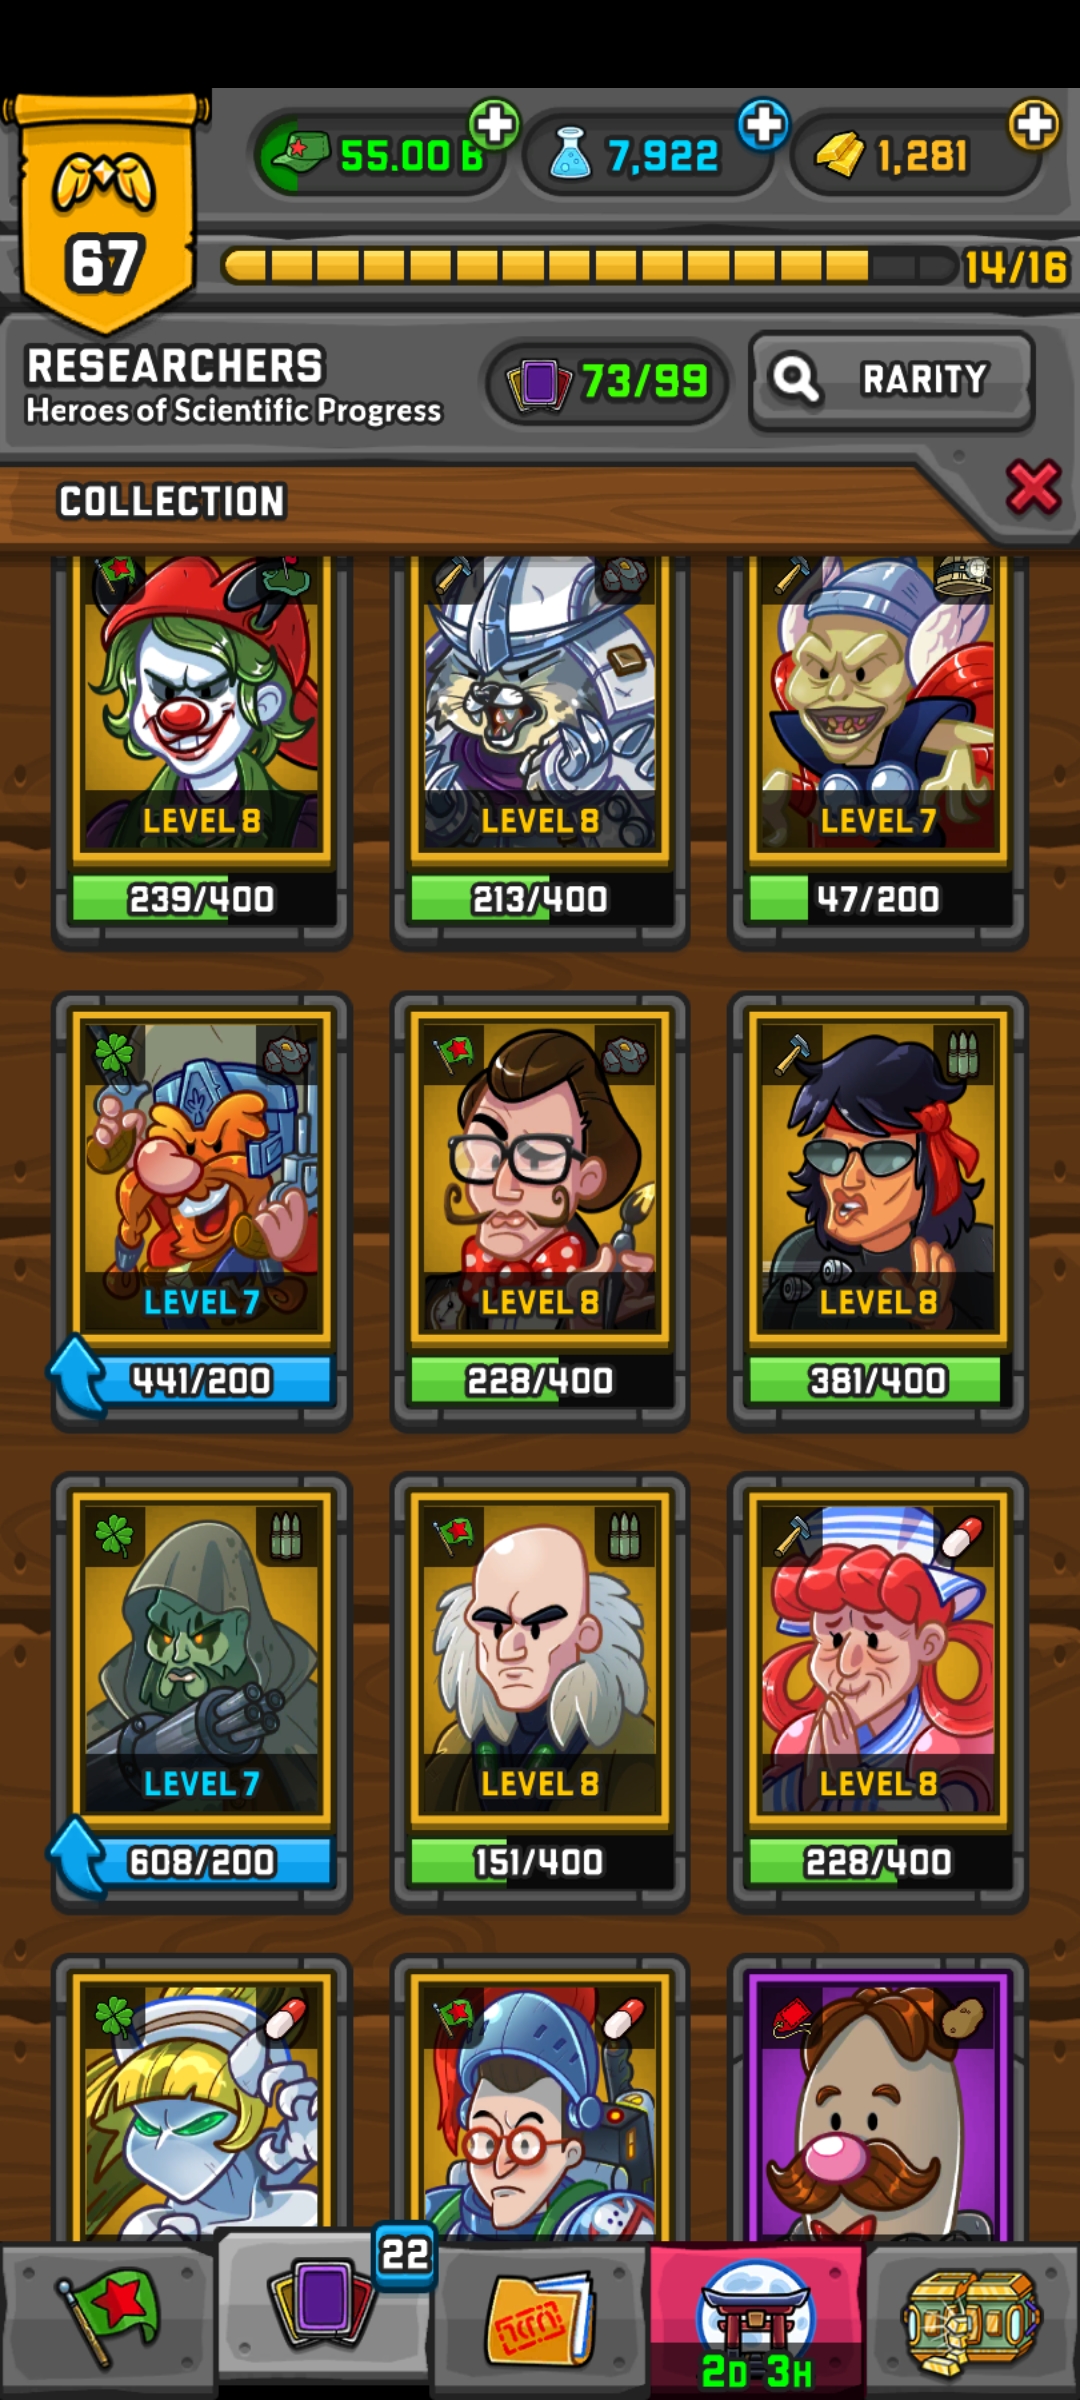 55.00 B
7,922
1,281
67
14/16
RESEARCHERS
Heroes of Scientific Progress
73/99
RARITY
COLLECTION
LEVEL 8
LEVEL 8
LEVEL 7
239/400
213/400
47/200
LEVEL 7
LEVEL 8
LEVEL 8
441/200
228/400
381/400
LEVEL 7
LEVEL 8
LEVEL 8
608/200
151/400
228/400
22
2D 3H